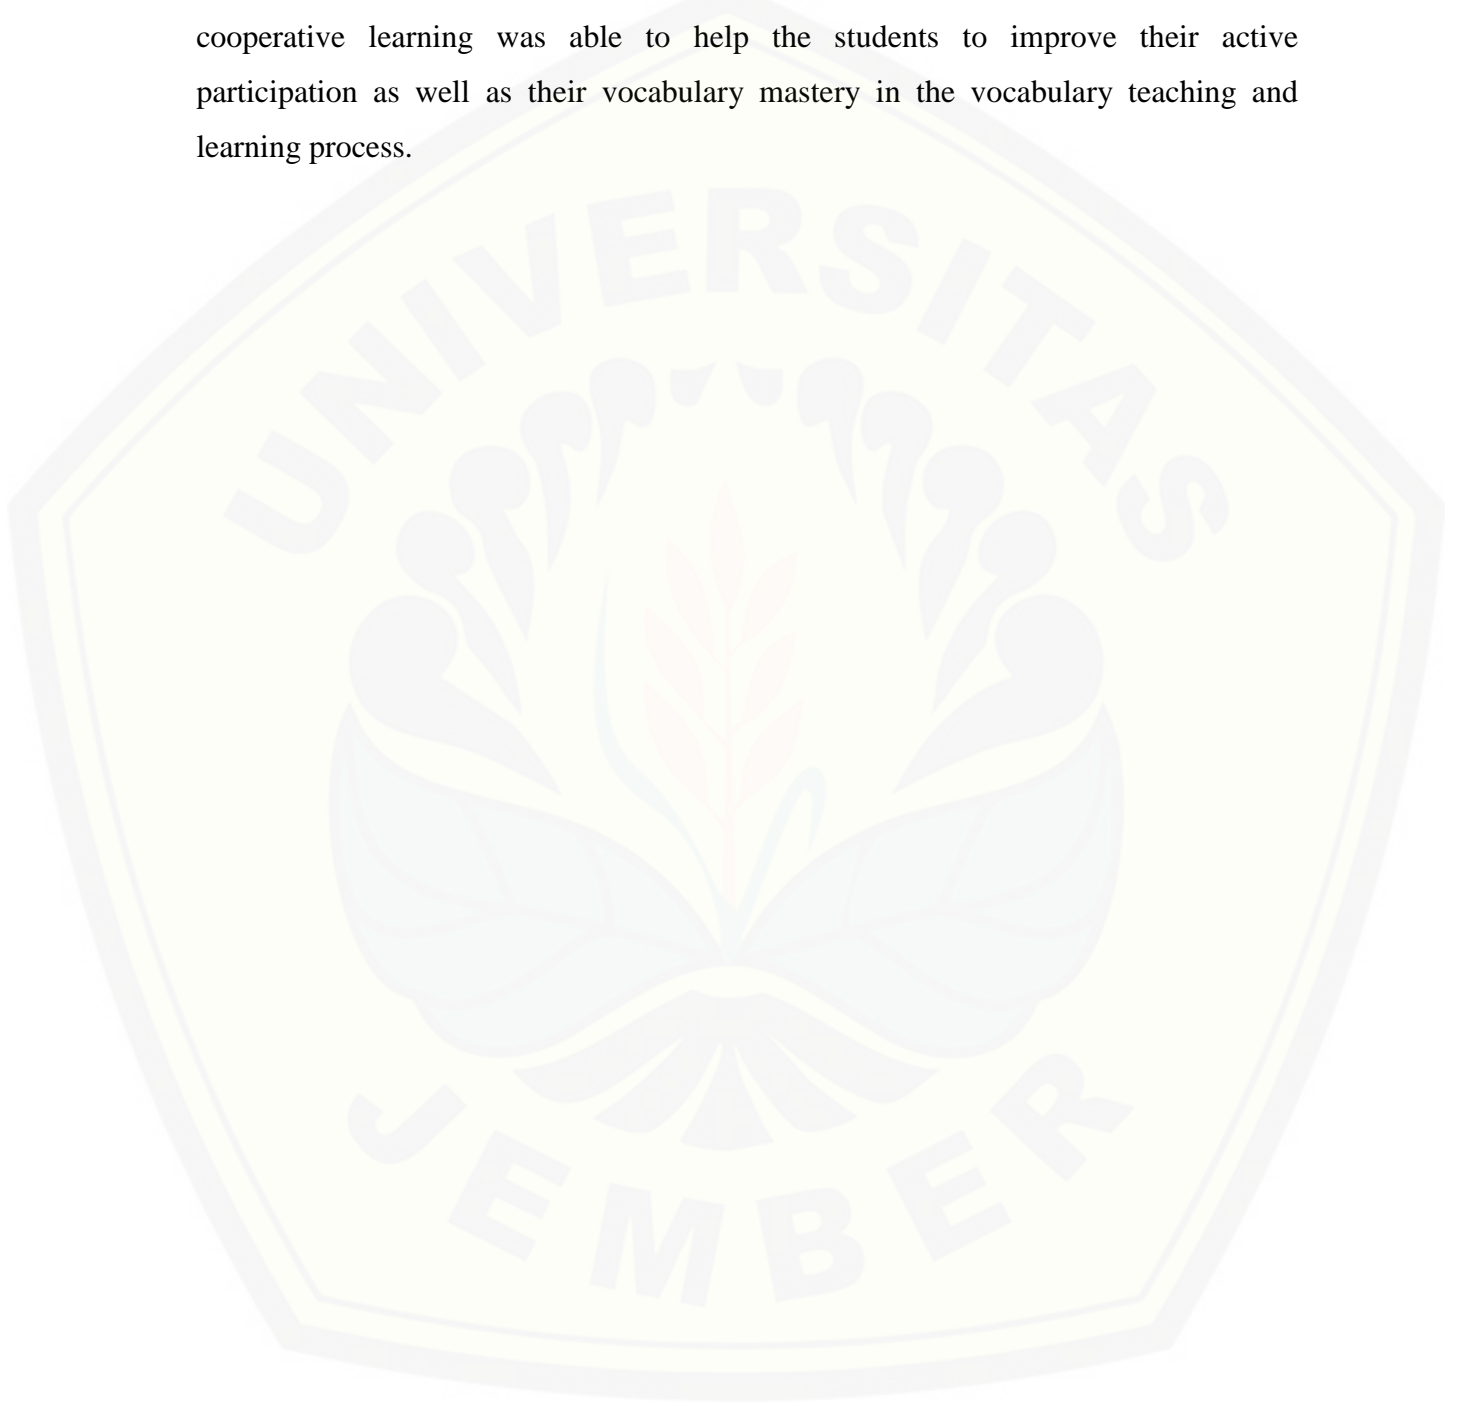 cooperative learning was able to help the students to improve their active
participation as well as their vocabulary mastery in the vocabulary teaching and
learning process.
UNIVERSITAS
JEMBER